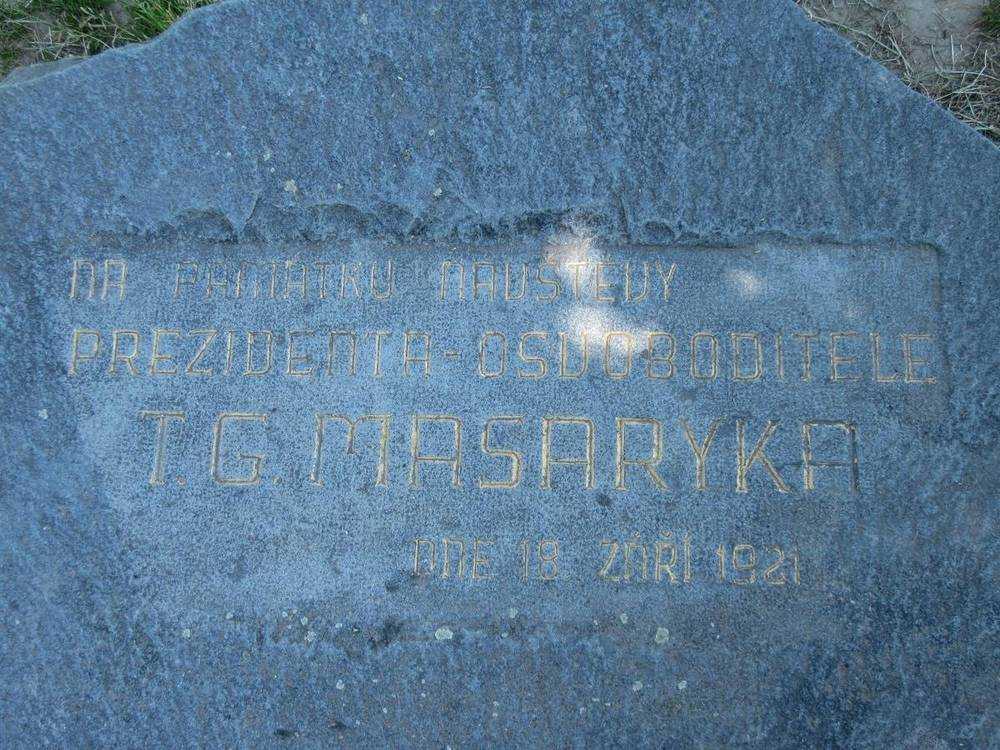 NA PAMÁTKU NÁVŠTĚVY
PREZIDENTA-OSVOBODITELE
T.G. MASARYKA
DNE 18 ZÁŘÍ 1921